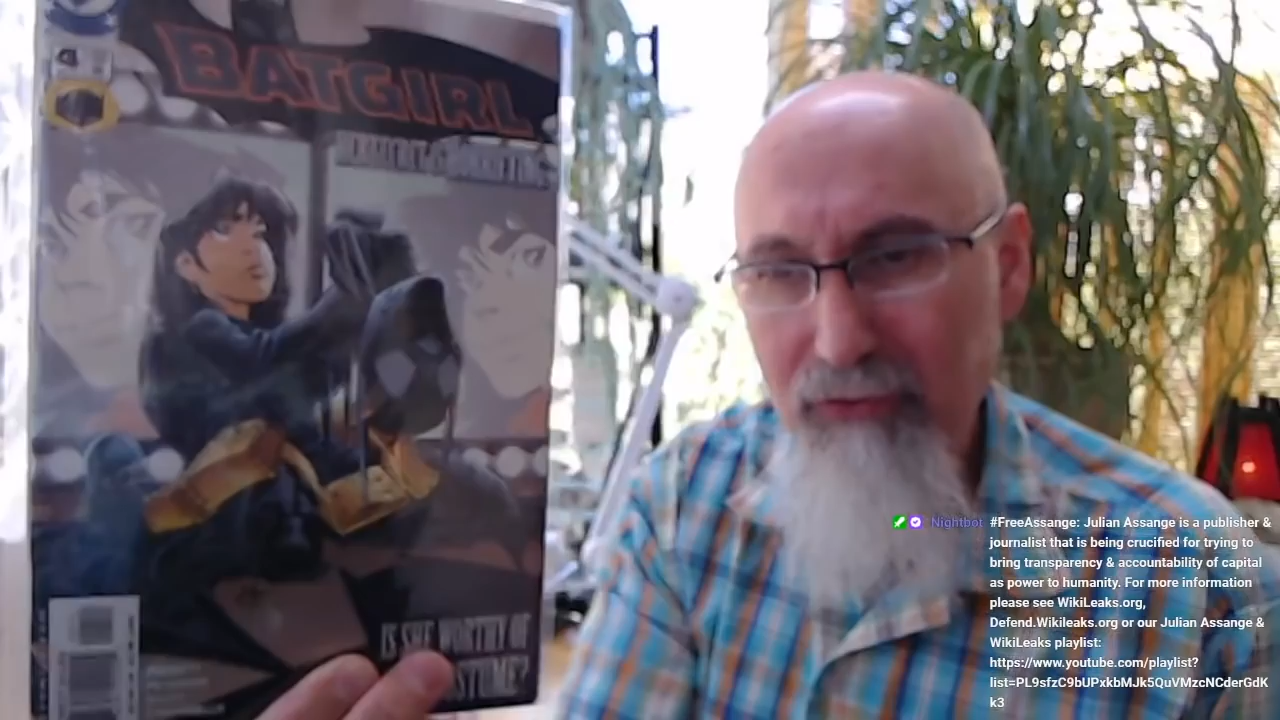 BATGIRL
IS SHE WORTHY OF
Nightbot #FreeAssange: Julian Assange is a publisher &
journalist that is being crucified for trying to
bring transparency & accountability of capital
as power to humanity. For more information
please see WikiLeaks.org,
Defend.Wikileaks.org or our Julian Assange &
WikiLeaks playlist:
https://www.youtube.com/playlist?
list=PL9sfzC9bUPxkbMJk5QuVMzcNCderGdK
k3